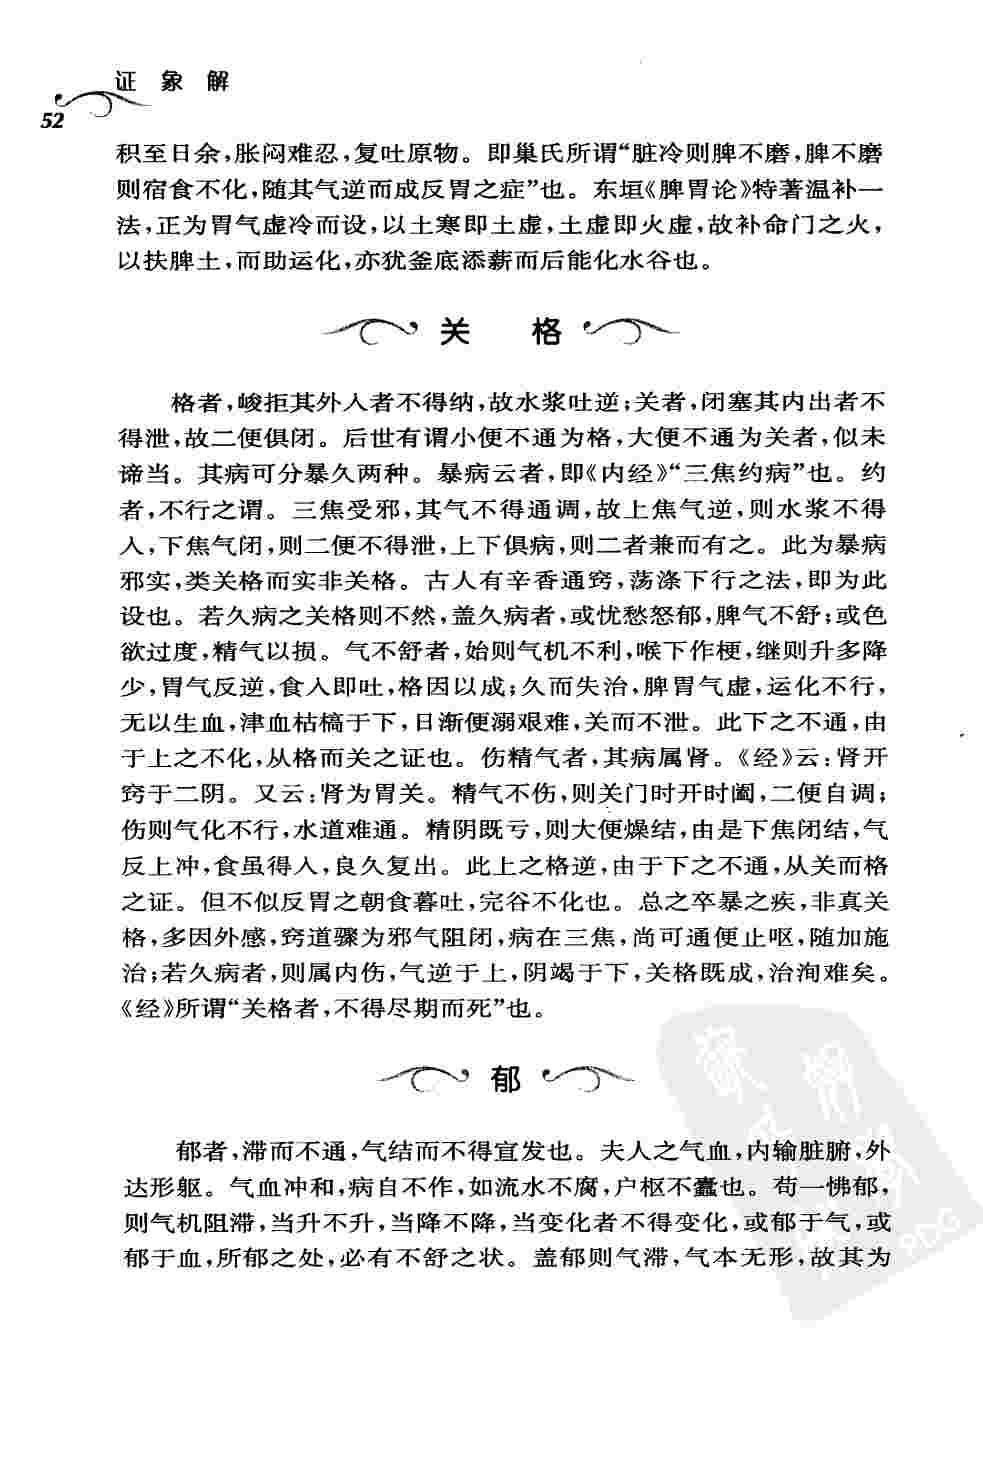 证象解
52
积至日余，胀闷难忍，复吐原物。即巢氏所谓“脏冷则脾不磨，脾不磨
则宿食不化，随其气逆而成反胃之症”也。东垣《脾胃论》特著温补一
法，正为胃气虚冷而设，以土寒即土虚，土虚即火虚，故补命门之火，
以扶脾土，而助运化，亦犹釜底添薪而后能化水谷也。
关格
格者，峻拒其外入者不得纳，故水浆吐逆；关者，闭塞其内出者不
得泄，故二便俱闭。后世有谓小便不通为格，大便不通为关者，似未
谛当。其病可分暴久两种。暴病云者，即《内经》“三焦约病”也。约
者，不行之谓。三焦受邪，其气不得通调，故上焦气逆，则水浆不得
入，下焦气闭，则二便不得泄，上下俱病，则二者兼而有之。此为暴病
邪实，类关格而实非关格。古人有辛香通窍，荡涤下行之法，即为此
设也。若久病之关格则不然，盖久病者，或忧愁怒郁，脾气不舒；或色
欲过度，精气以损。气不舒者，始则气机不利，喉下作梗，继则升多降
少，胃气反逆，食入即吐，格因以成；久而失治，脾胃气虚，运化不行，
无以生血，津血枯槁于下，日渐便溺艰难，关而不泄。此下之不通，由
于上之不化，从格而关之证也。伤精气者，其病属肾。《经》云：肾开
窍于二阴。又云：肾为胃关。精气不伤，则关门时开时阖，二便自调；
伤则气化不行，水道难通。精阴既亏，则大便燥结，由是下焦闭结，气
反上冲，食虽得入，良久复出。此上之格逆，由于下之不通，从关而格
之证。但不似反胃之朝食暮吐，完谷不化也。总之卒暴之疾，非真关
格，多因外感，窍道骤为邪气阻闭，病在三焦，尚可通便止呕，随加施
治；若久病者，则属内伤，气逆于上，阴竭于下，关格既成，治洵难矣。
《经》所谓“关格者，不得尽期而死”也。
郁
郁者，滞而不通，气结而不得宣发也。夫人之气血，内输脏腑，外
达形躯。气血冲和，病自不作，如流水不腐，户枢不蠹也。苟一怫郁，
则气机阻滞，当升不升，当降不降，当变化者不得变化，或郁于气，或
郁于血，所郁之处，必有不舒之状。盖郁则气滞，气本无形，故其为
PDG